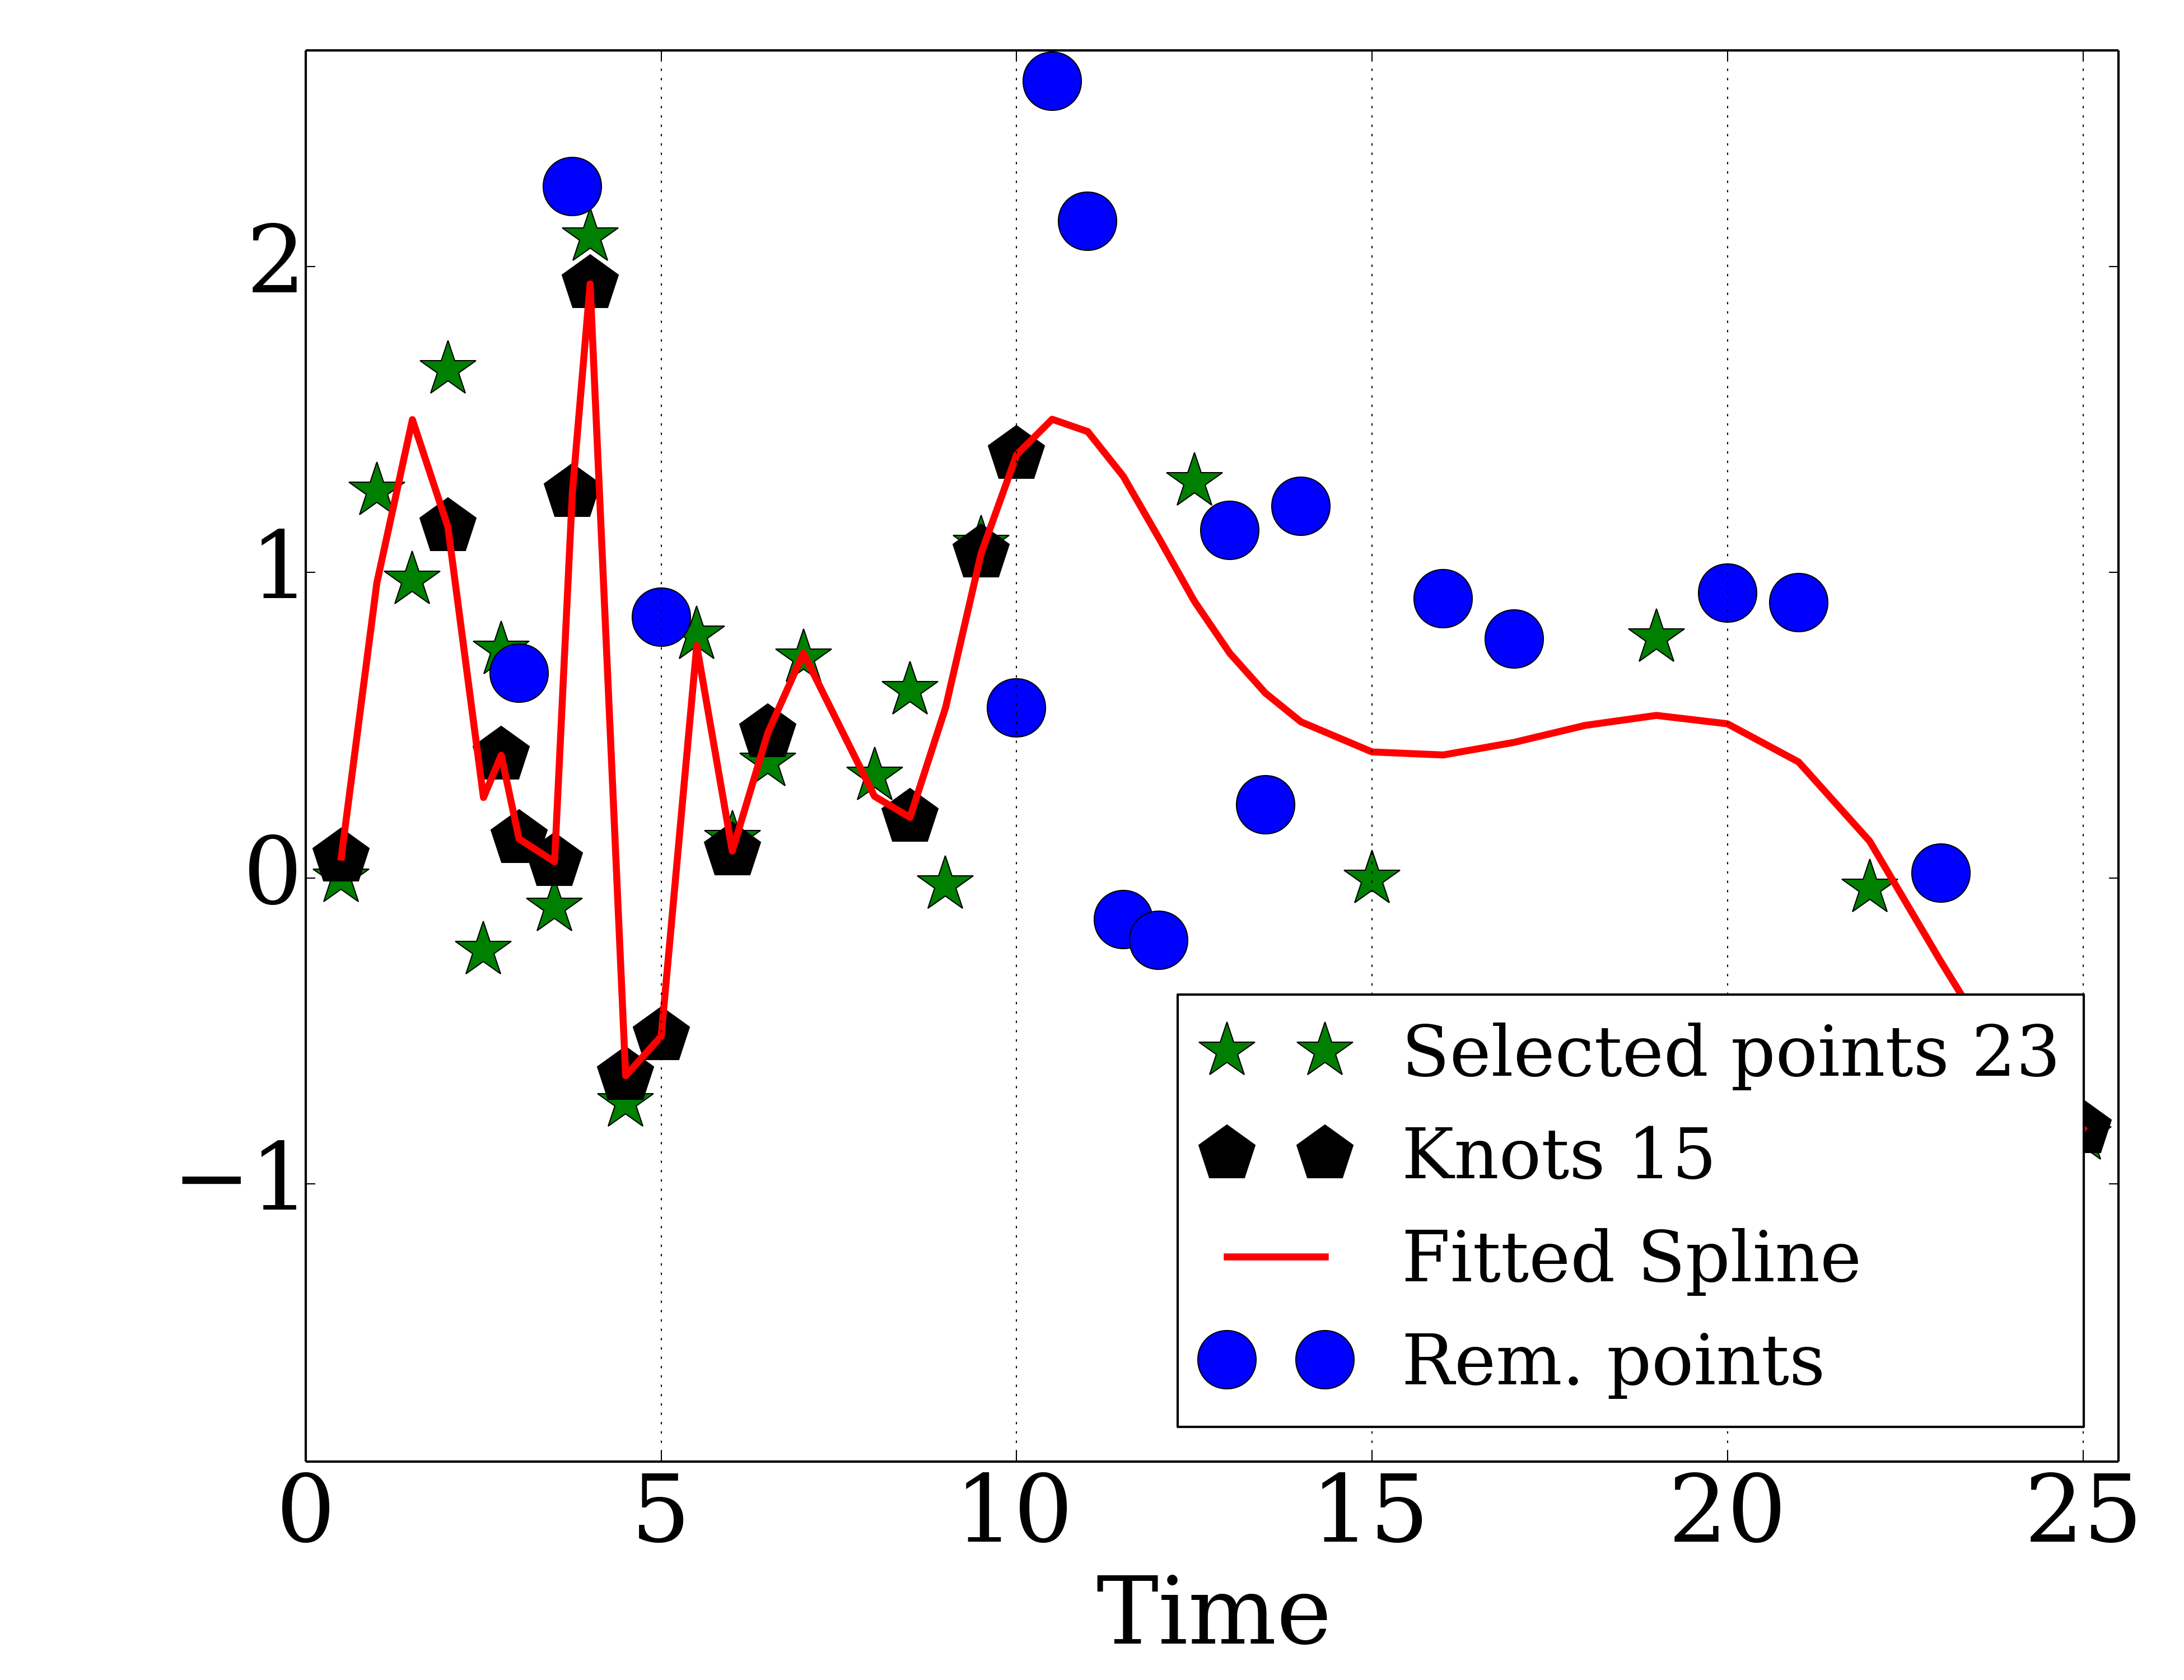 2
1
0
−1
0 5 10 15 20 25
Time
Selected points 23
Knots 15
Fitted Spline
Rem. points